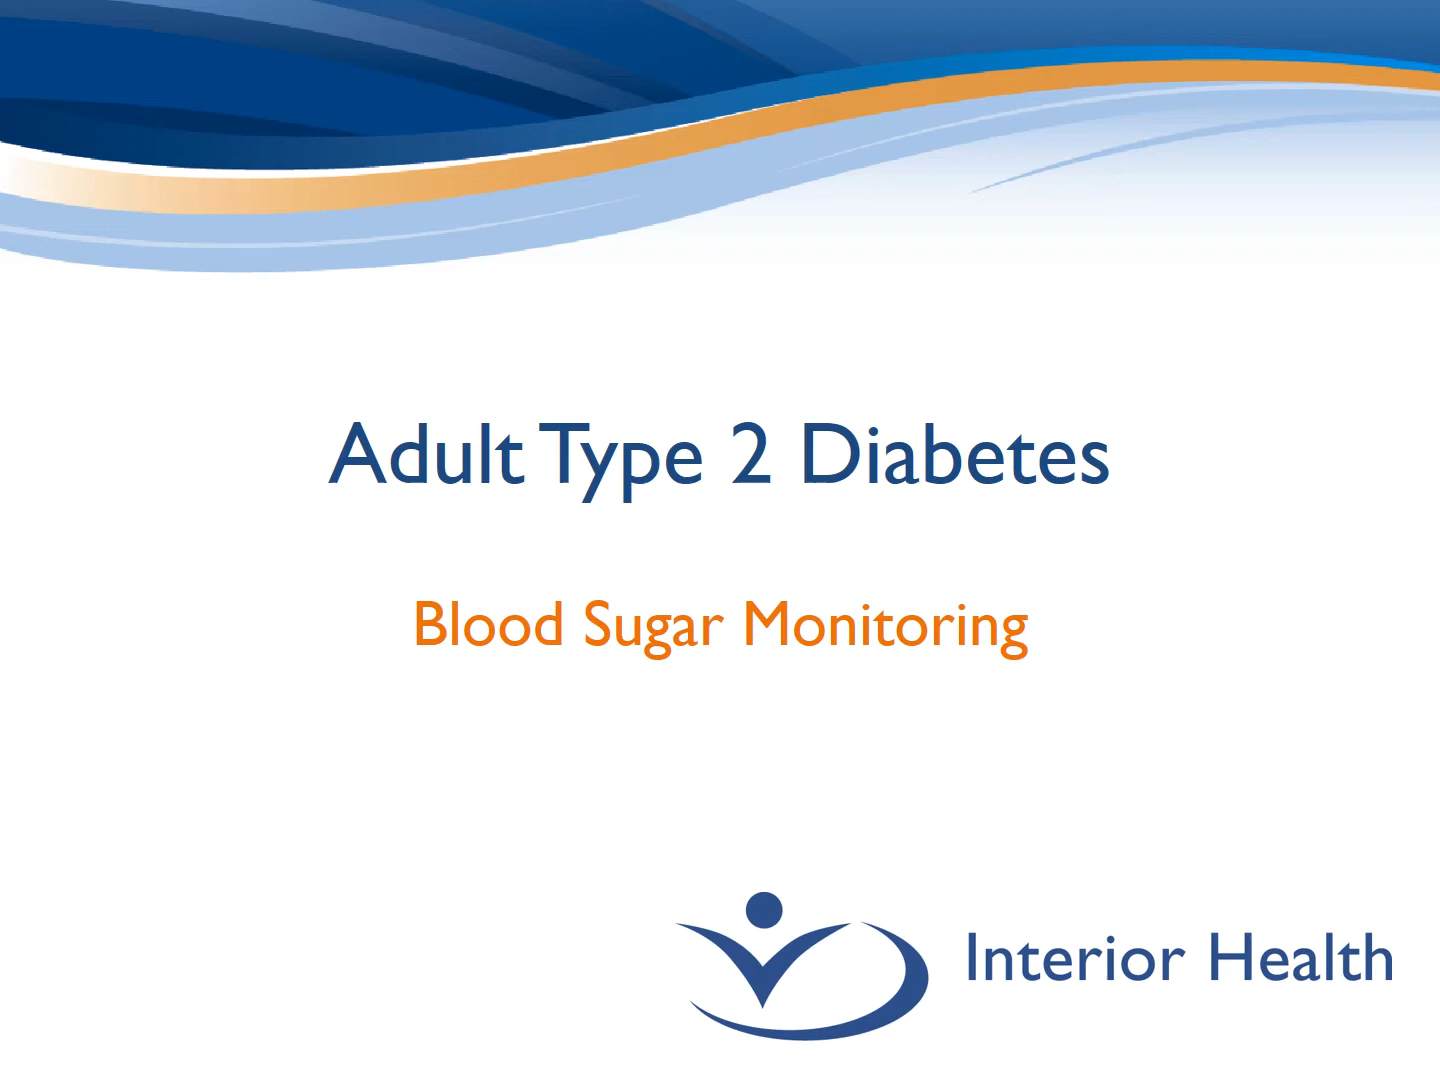 Adult Type 2 Diabetes
Blood Sugar Monitoring
Interior Health